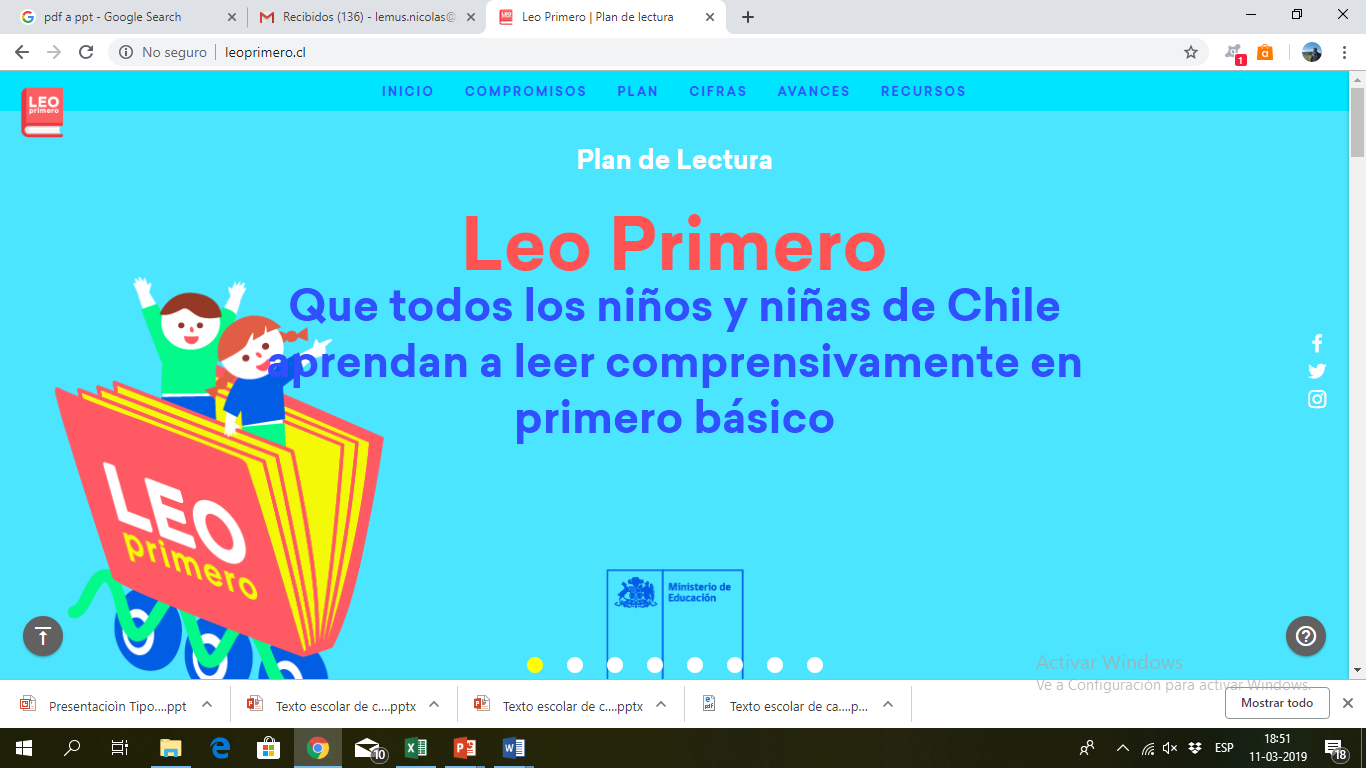 pdf a ppt - Google Search
Recibidos (136) - lemus.nicolas@
Leo Primero | Plan de lectura
No seguro
leoprimero.cl
1
LEO
primero
INICIO
COMPROMISOS
PLAN
CIFRAS
AVANCES
RECURSOS
Plan de Lectura
Leo Primero
Que todos los niños y niñas de Chile
aprendan a leer comprensivamente en
primero básico
LEO
primero
Ministerio de
Educación
Activar Windows
Ve a Configuración para activar Windows.
Presentacioìn Tipo....ppt
Texto escolar de c....pptx
Texto escolar de c....pptx
Texto escolar de ca....p...
Mostrar todo
10
ESP
18:51
11-03-2019
18